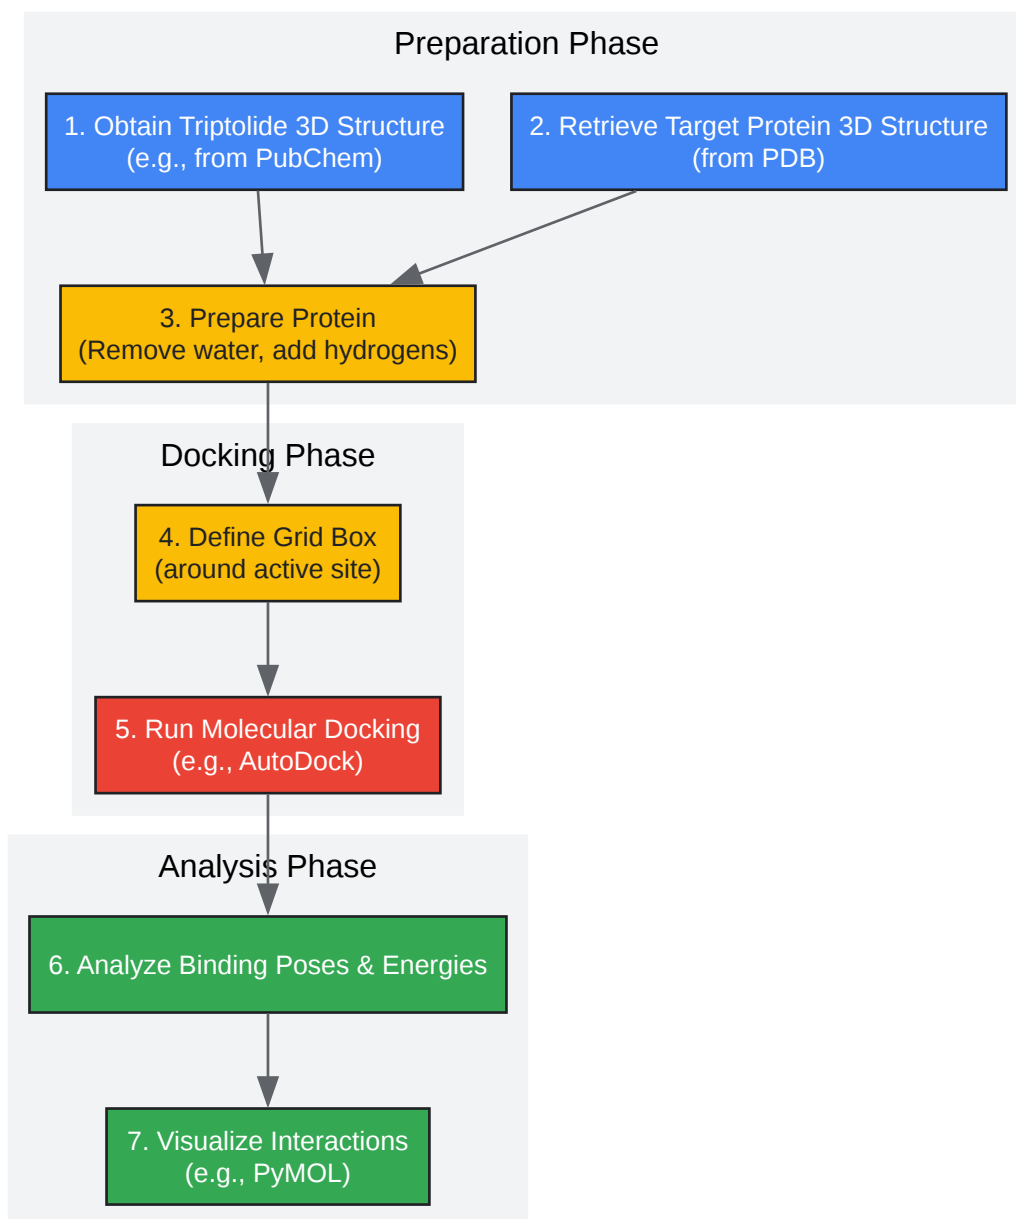 Preparation Phase
1. Obtain Triptolide 3D Structure
(e.g., from PubChem)
2. Retrieve Target Protein 3D Structure
(from PDB)
3. Prepare Protein
(Remove water, add hydrogens)
Docking Phase
4. Define Grid Box
(around active site)
5. Run Molecular Docking
(e.g., AutoDock)
Analysis Phase
6. Analyze Binding Poses & Energies
7. Visualize Interactions
(e.g., PyMOL)